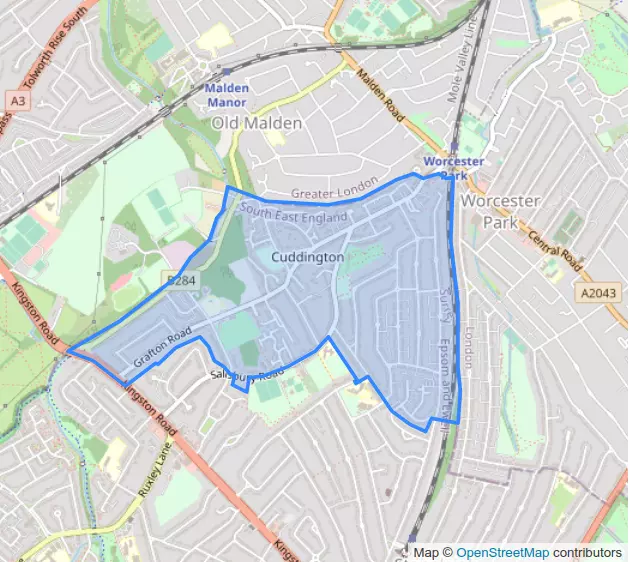 Tolworth Rise South
A3
Malden
Manor
Old Malden
Malden Road
Mole Valley Line
Worcester
Park
Greater London
South East England
Worcester
Park
Cuddington
B284
Central Road
A2043
Kingston Road
Grafton Road
Surrey
London
Epsom and Ewell
Salisbury Road
Kingston Road
Ruxley Lane
Map © OpenStreetMap contributors